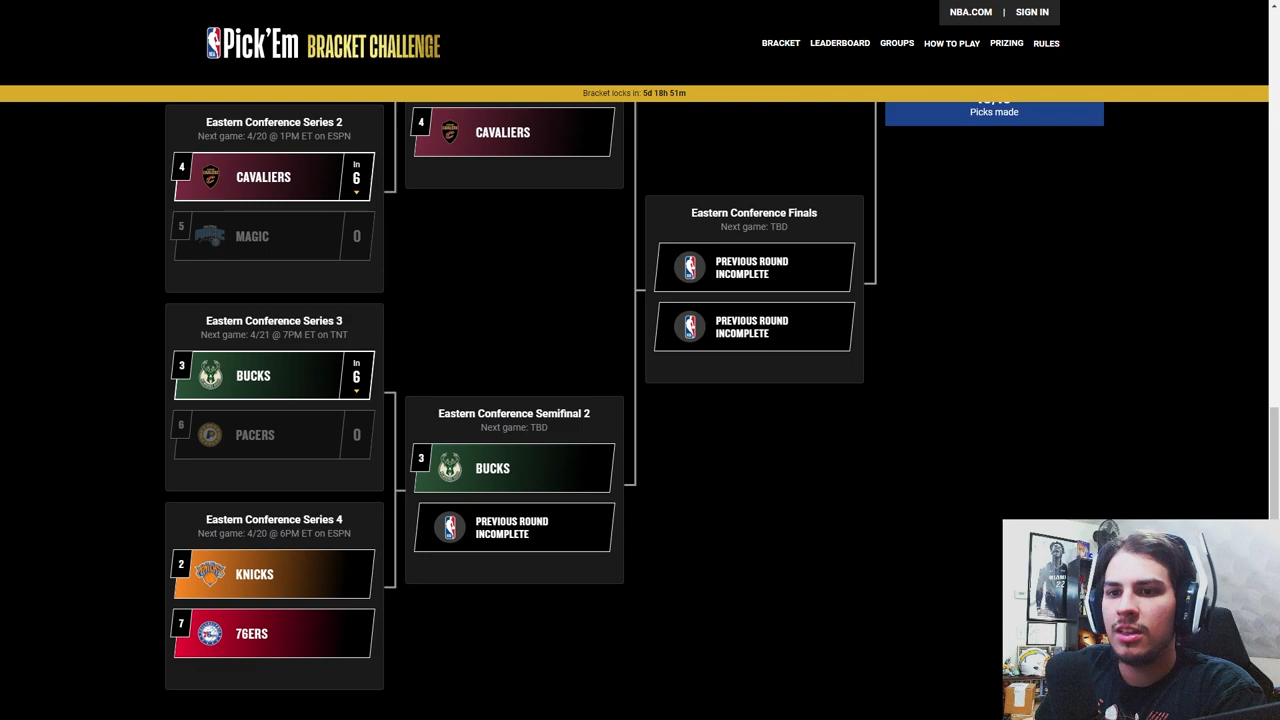 NBA.COM | SIGN IN
Pick'Em BRACKET CHALLENGE
BRACKET LEADERBOARD GROUPS HOW TO PLAY PRIZING RULES
Bracket locks in: 5d 18h 51m
Picks made
Eastern Conference Series 2
Next game: 4/20 @ 1PM ET on ESPN
4 CAVALIERS In 6
5 MAGIC 0
4 CAVALIERS
Eastern Conference Series 3
Next game: 4/21 @ 7PM ET on TNT
3 BUCKS In 6
6 PACERS 0
Eastern Conference Series 4
Next game: 4/20 @ 6PM ET on ESPN
2 KNICKS
7 76ERS
Eastern Conference Semifinal 2
Next game: TBD
3 BUCKS
PREVIOUS ROUND
INCOMPLETE
Eastern Conference Finals
Next game: TBD
PREVIOUS ROUND
INCOMPLETE
PREVIOUS ROUND
INCOMPLETE
MIAMI
22